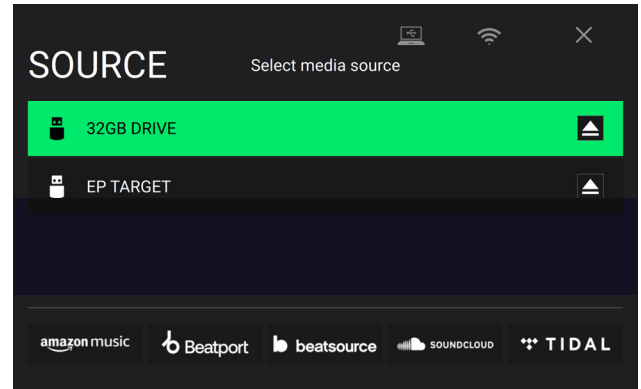 SOURCE
Select media source
32GB DRIVE
EP TARGET
amazon music
Beatport
beatsource
SOUNDCLOUD
TIDAL